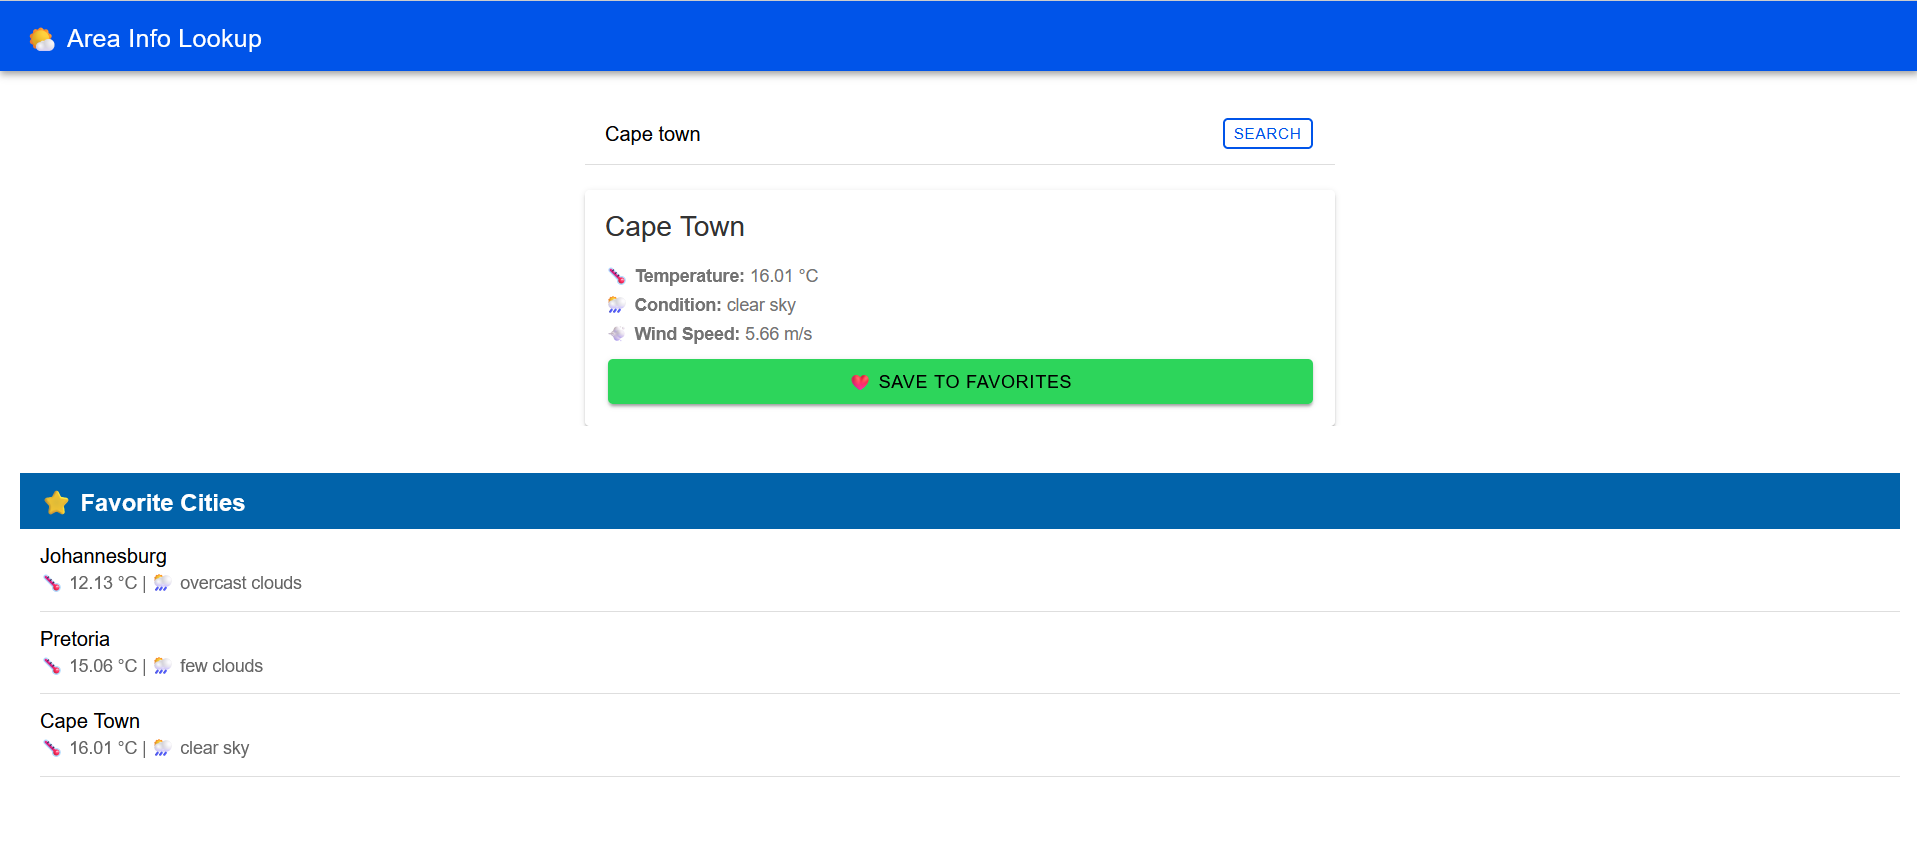 Area Info Lookup
Cape town
SEARCH
Cape Town
Temperature: 16.01 °C
Condition: clear sky
Wind Speed: 5.66 m/s
SAVE TO FAVORITES
Favorite Cities
Johannesburg
12.13 °C | overcast clouds
Pretoria
15.06 °C | few clouds
Cape Town
16.01 °C | clear sky